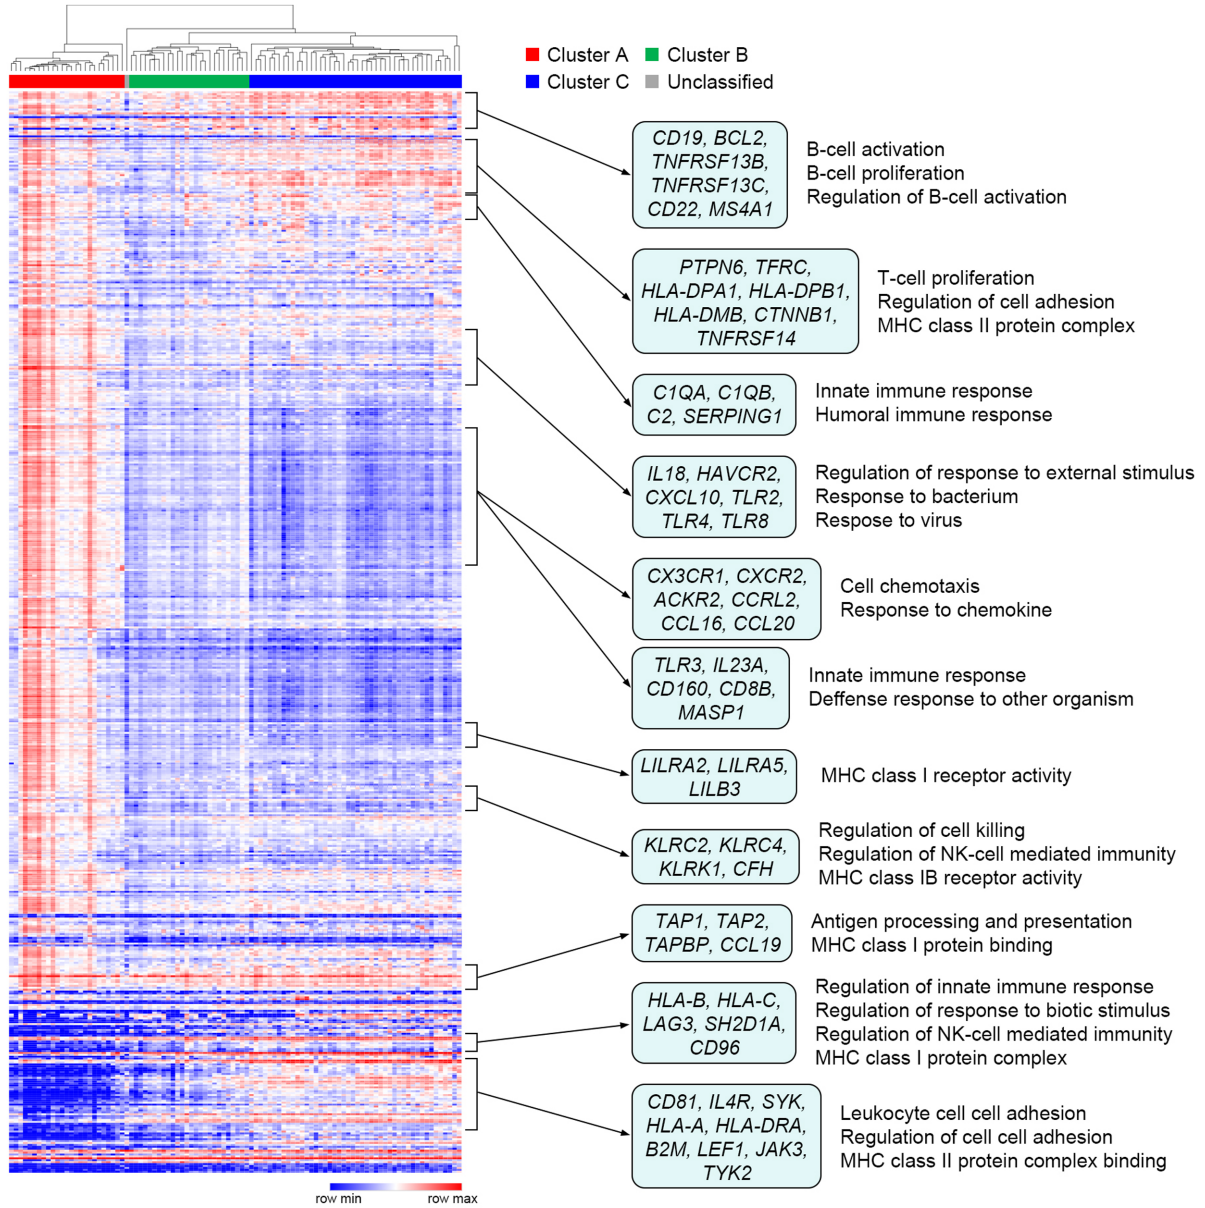 Cluster A
Cluster B
Cluster C
Unclassified
CD19, BCL2,
TNFRSF13B,
TNFRSF13C,
CD22, MS4A1
B-cell activation
B-cell proliferation
Regulation of B-cell activation
PTPN6, TFRC,
HLA-DPA1, HLA-DPB1,
HLA-DMB, CTNNB1,
TNFRSF14
T-cell proliferation
Regulation of cell adhesion
MHC class II protein complex
C1QA, C1QB,
C2, SERPING1
Innate immune response
Humoral immune response
IL18, HAVCR2,
CXCL10, TLR2,
TLR4, TLR8
Regulation of response to external stimulus
Response to bacterium
Respose to virus
CX3CR1, CXCR2,
ACKR2, CCRL2,
CCL16, CCL20
Cell chemotaxis
Response to chemokine
TLR3, IL23A,
CD160, CD8B,
MASP1
Innate immune response
Deffense response to other organism
LILRA2, LILRA5,
LILB3
MHC class I receptor activity
KLRC2, KLRC4,
KLRK1, CFH
Regulation of cell killing
Regulation of NK-cell mediated immunity
MHC class IB receptor activity
TAP1, TAP2,
TAPBP, CCL19
Antigen processing and presentation
MHC class I protein binding
HLA-B, HLA-C,
LAG3, SH2D1A,
CD96
Regulation of innate immune response
Regulation of response to biotic stimulus
Regulation of NK-cell mediated immunity
MHC class I protein complex
CD81, IL4R, SYK,
HLA-A, HLA-DRA,
B2M, LEF1, JAK3,
TYK2
Leukocyte cell cell adhesion
Regulation of cell cell adhesion
MHC class II protein complex binding
row min
row max